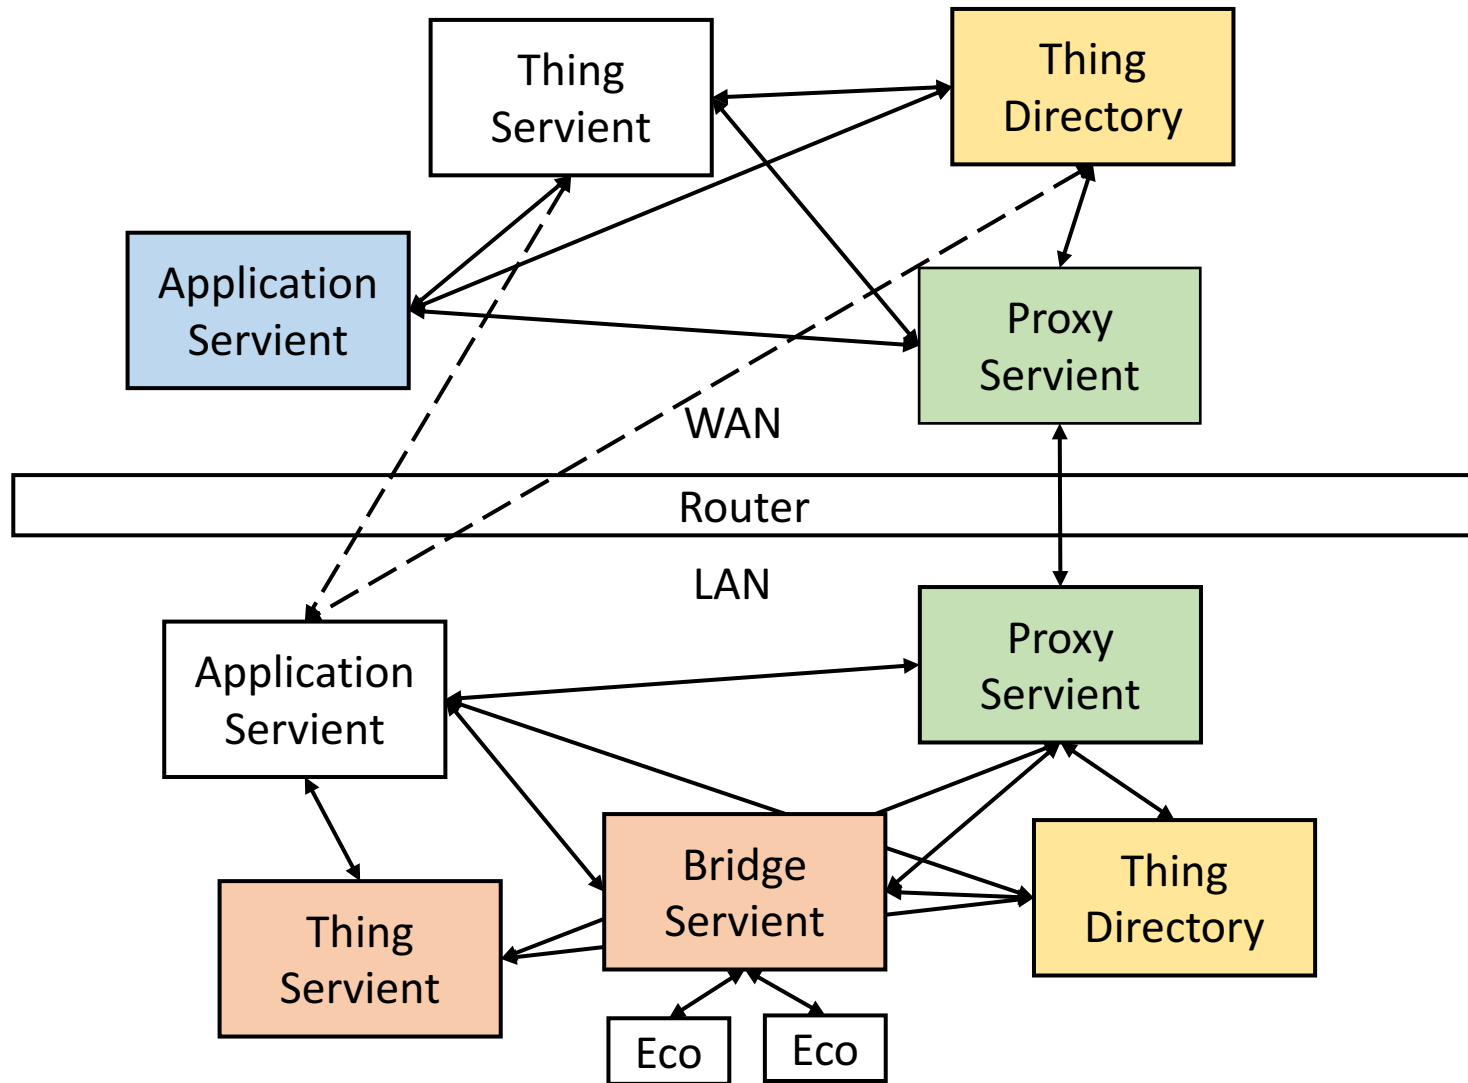 Thing
Servient
Thing
Directory
Application
Servient
Proxy
Servient
WAN
Router
LAN
Application
Servient
Proxy
Servient
Bridge
Servient
Thing
Directory
Thing
Servient
Eco
Eco